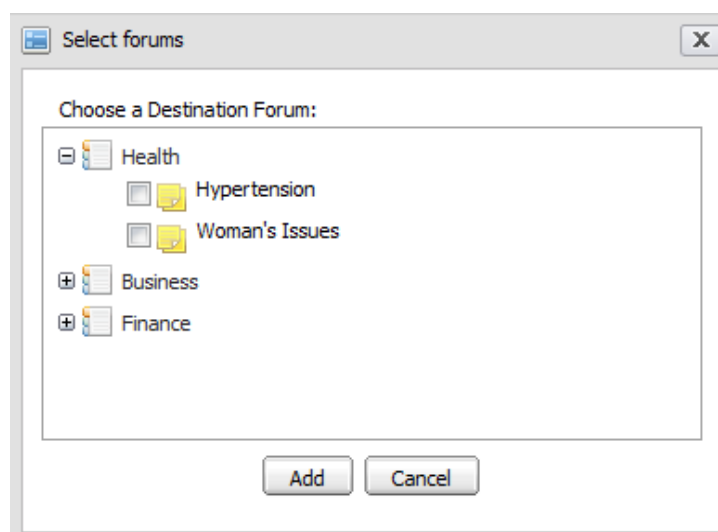 Select forums
X
Choose a Destination Forum:
Health
Hypertension
Woman's Issues
Business
Finance
Add Cancel